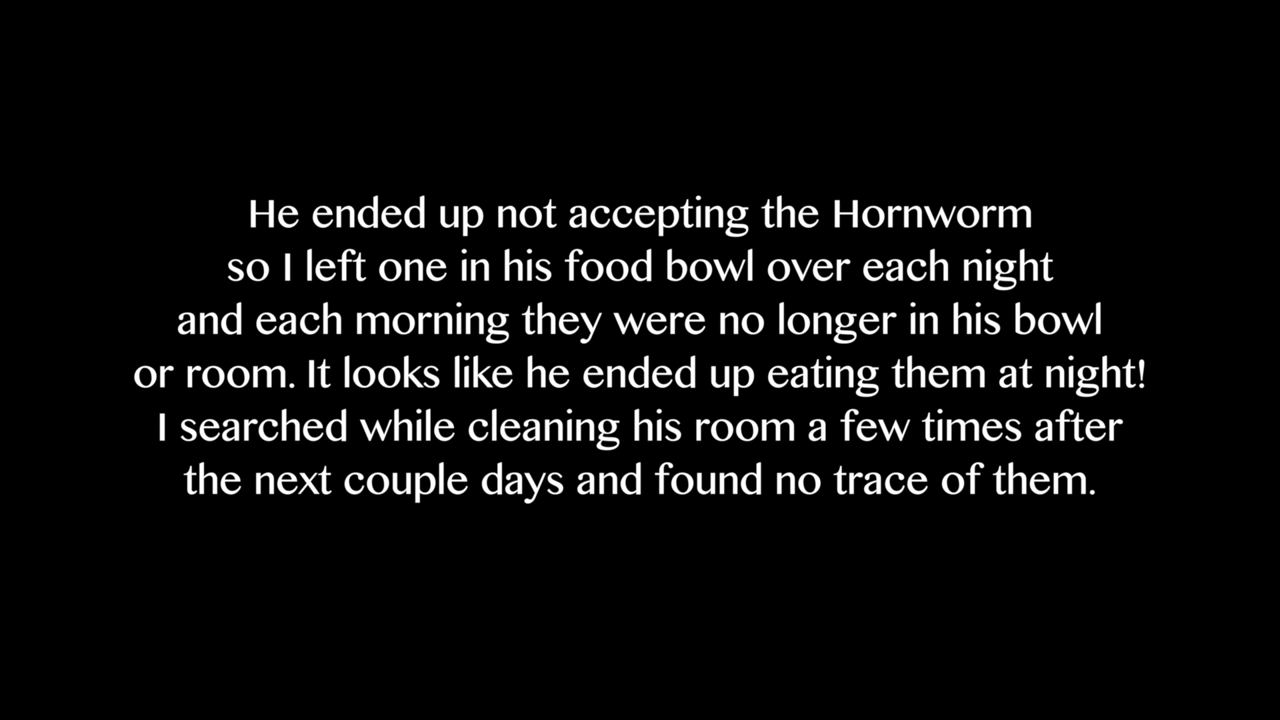 He ended up not accepting the Hornworm
so I left one in his food bowl over each night
and each morning they were no longer in his bowl
or room. It looks like he ended up eating them at night!
I searched while cleaning his room a few times after
the next couple days and found no trace of them.